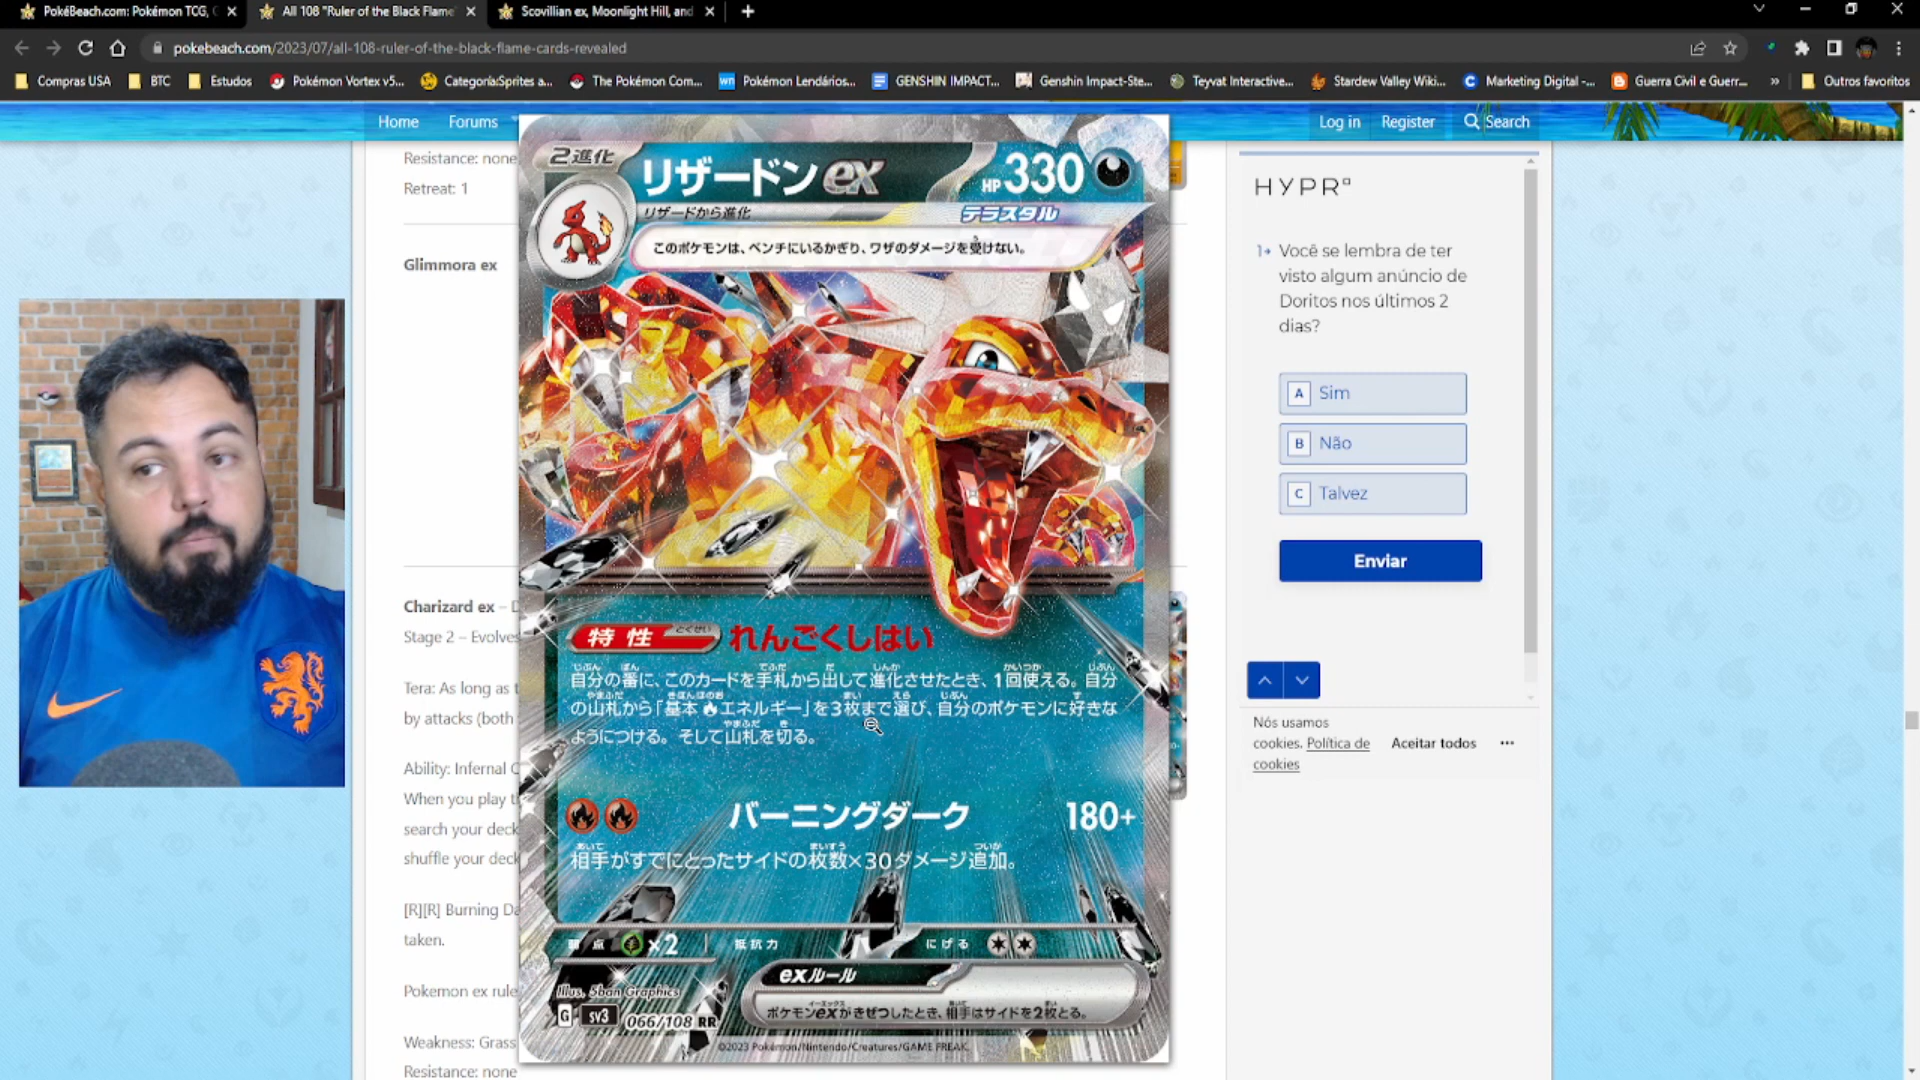 PokéBeach.com: Pokémon TCG,
All 108 "Ruler of the Black Flame
Scovillian ex, Moonlight Hill, and
pokebeach.com/2023/07/all-108-ruler-of-the-black-flame-cards-revealed
Compras USA
BTC
Estudos
Pokémon Vortex v5...
Categoría:Sprites a...
The Pokémon Com...
Pokémon Lendários...
GENSHIN IMPACT...
Genshin Impact-Ste...
Teyvat Interactive...
Stardew Valley Wiki...
Marketing Digital -...
Guerra Civil e Guerr...
»
Outros favoritos
Home
Forums
Log in
Register
Search
Resistance: none
Retreat: 1
Glimmora ex
Charizard ex –
Stage 2 – Evolves
Tera: As long as
by attacks (both
Ability: Infernal
When you play
search your deck
shuffle your deck
[R][R] Burning
taken.
Pokemon ex rule
Weakness: Grass
Resistance: none
2進化
リザードンex
HP 330
リザードから進化
テラスタル
このポケモンは、ベンチにいるかぎり、ワザのダメージを受けない。
特性
とくせい
れんごくしはい
自分の番に、このカードを手札から出して進化させたとき、1回使える。自分
の山札から「基本エネルギー」を3枚まで選び、自分のポケモンに好きな
ようにつける。そして山札を切る。
バーニングダーク
180+
相手がすでにとったサイドの枚数×30ダメージ追加。
弱点
×2
抵抗力
にげる
exルール
ポケモンexがきぜつしたとき、相手はサイドを2枚とる。
Illus. 5ban Graphics
G
sv3
066/108 RR
©2023 Pokémon/Nintendo/Creatures/GAME FREAK.
HYPR
1
Você se lembra de ter
visto algum anúncio de
Doritos nos últimos 2
dias?
A
Sim
B
Não
C
Talvez
Enviar
Nós usamos
cookies. Política de
cookies
Aceitar todos
...